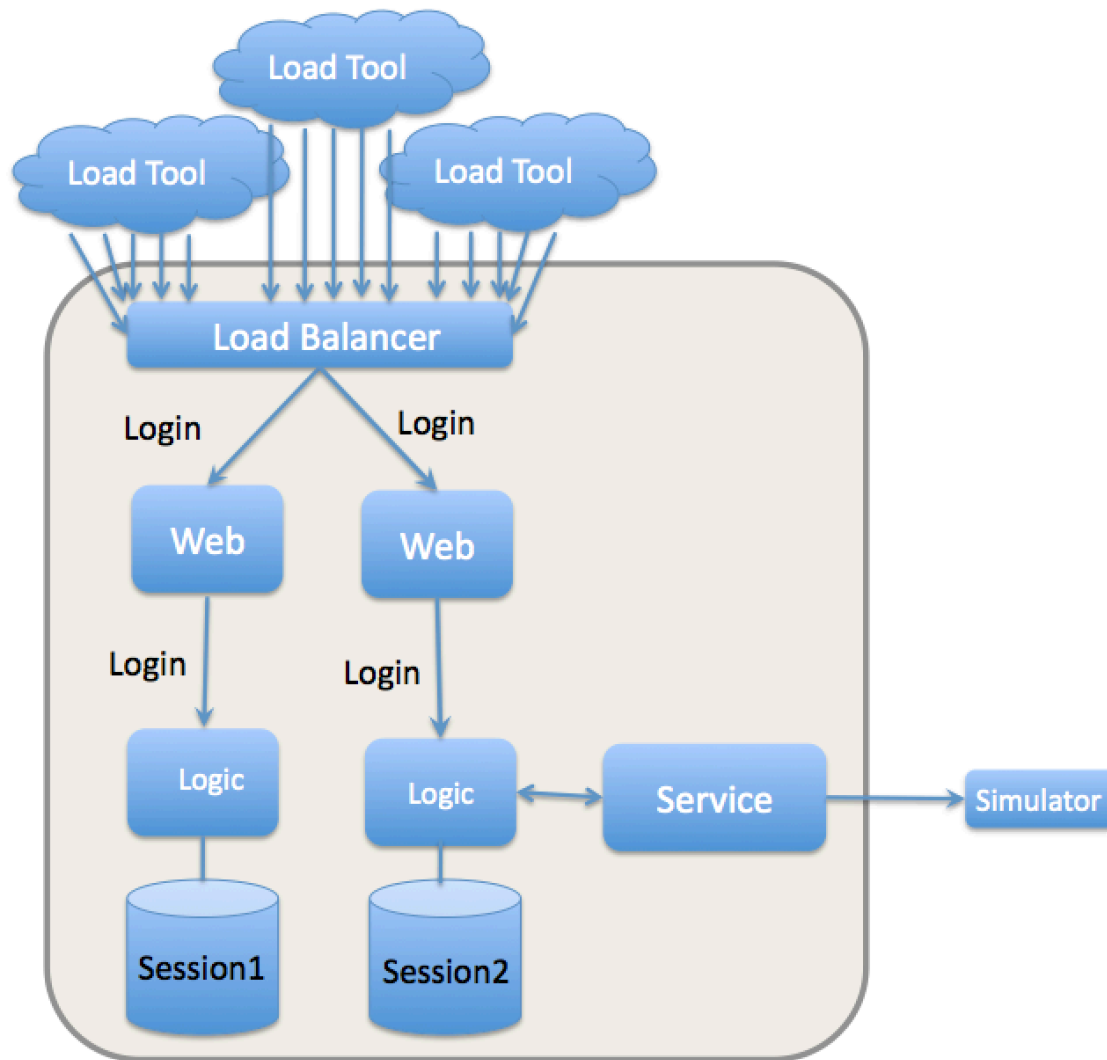 Load Tool
Load Tool
Load Tool
Load Balancer
Login
Login
Web
Web
Login
Login
Logic
Logic
Service
Simulator
Session1
Session2